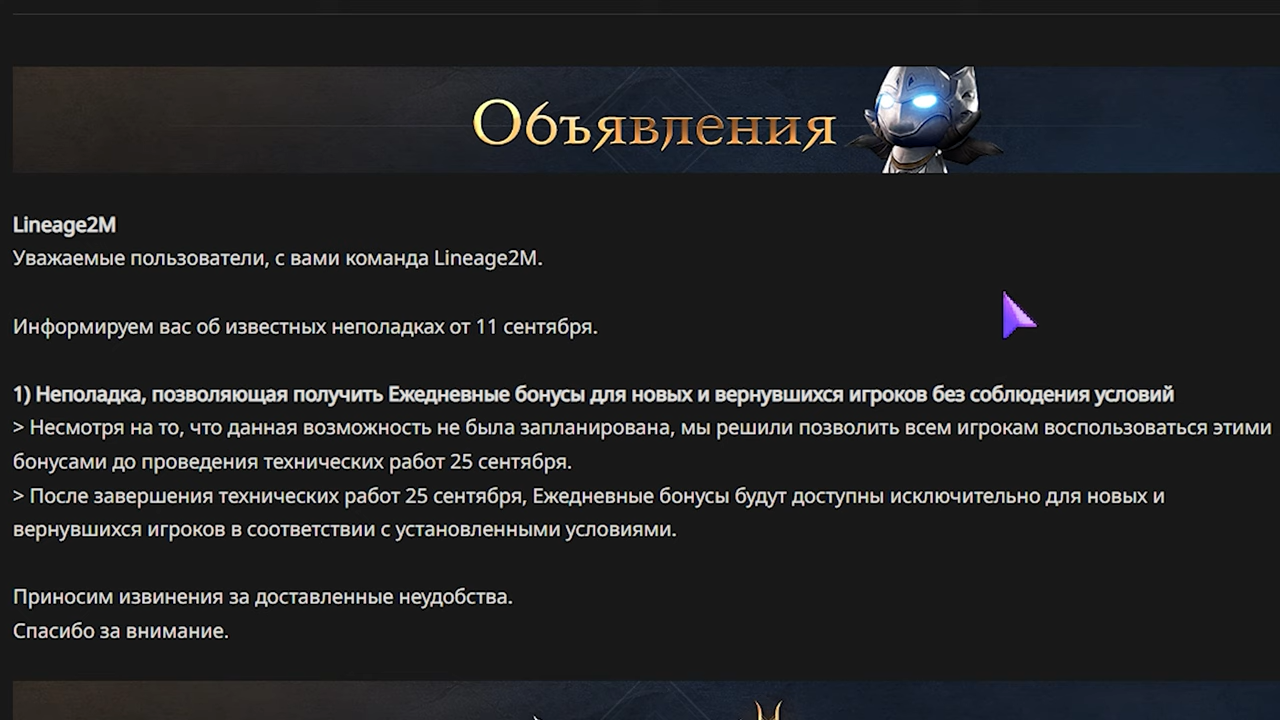 Объявления
Lineage2M
Уважаемые пользователи, с вами команда Lineage2M.
Информируем вас об известных неполадках от 11 сентября.
1) Неполадка, позволяющая получить Ежедневные бонусы для новых и вернувшихся игроков без соблюдения условий
> Несмотря на то, что данная возможность не была запланирована, мы решили позволить всем игрокам воспользоваться этими
бонусами до проведения технических работ 25 сентября.
> После завершения технических работ 25 сентября, Ежедневные бонусы будут доступны исключительно для новых и
вернувшихся игроков в соответствии с установленными условиями.
Приносим извинения за доставленные неудобства.
Спасибо за внимание.